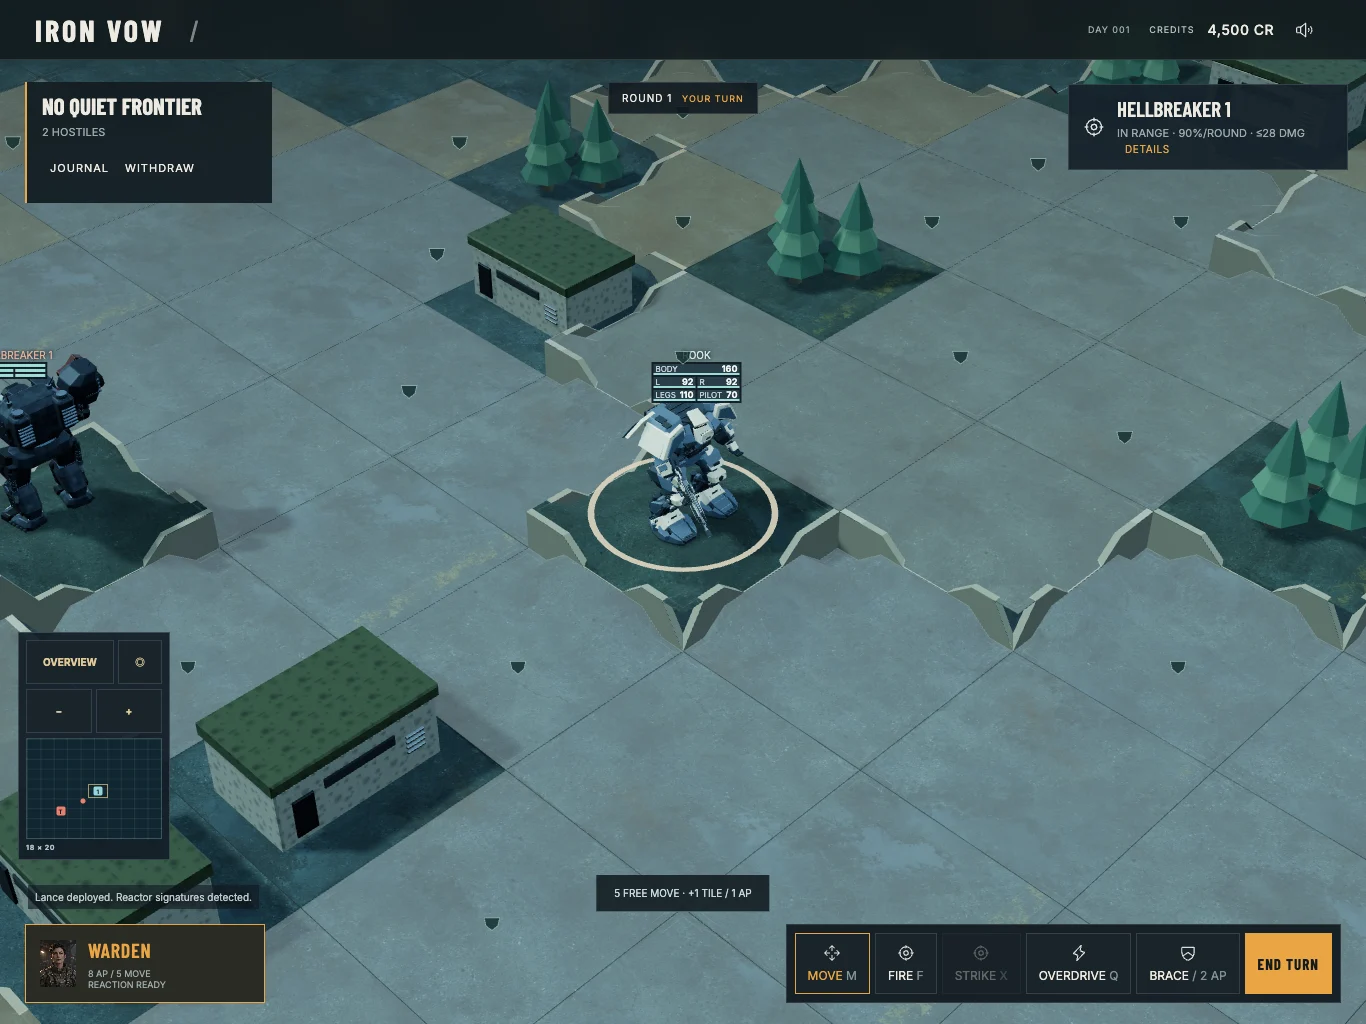 IRON VOW /
DAY 001 CREDITS 4,500 CR
NO QUIET FRONTIER
2 HOSTILES
JOURNAL WITHDRAW
ROUND 1 YOUR TURN
HELLBREAKER 1
IN RANGE · 90%/ROUND · ≤28 DMG
DETAILS
BREAKER 1
OOK
BODY 160
L 92 R 92
LEGS 110 PILOT 70
OVERVIEW
- +
18 × 20
Lance deployed. Reactor signatures detected.
WARDEN
8 AP / 5 MOVE
REACTION READY
5 FREE MOVE · +1 TILE / 1 AP
MOVE M FIRE F STRIKE X OVERDRIVE Q BRACE / 2 AP END TURN